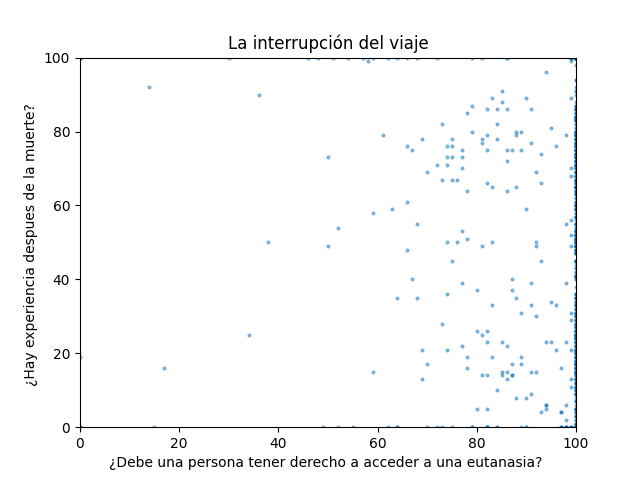 La interrupción del viaje
¿Hay experiencia despues de la muerte?
100
80
60
40
20
0
0 20 40 60 80 100
¿Debe una persona tener derecho a acceder a una eutanasia?